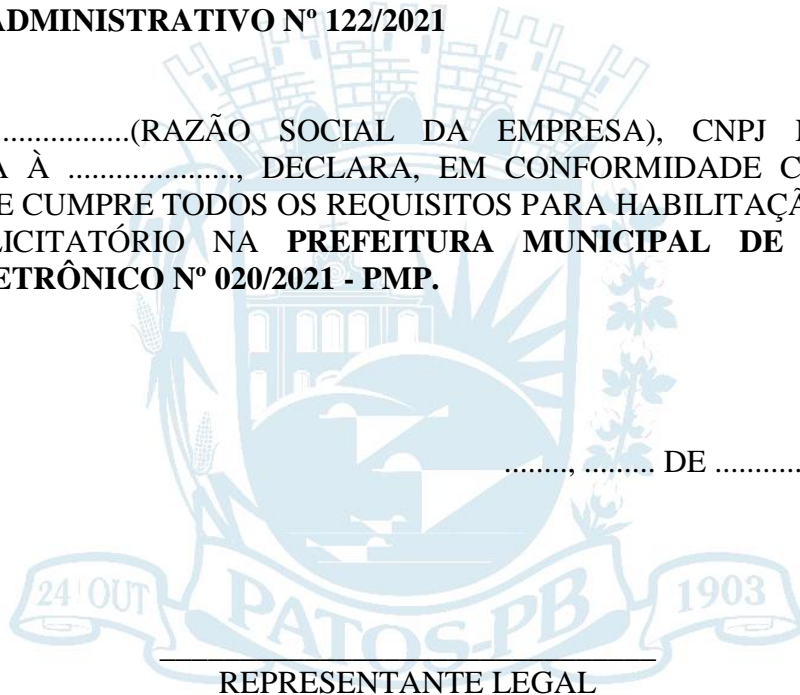 ADMINISTRATIVO Nº 122/2021
................(RAZÃO SOCIAL DA EMPRESA), CNPJ
A À ...................., DECLARA, EM CONFORMIDADE C
E CUMPRE TODOS OS REQUISITOS PARA HABILITAÇÃ
LICITATÓRIO NA PREFEITURA MUNICIPAL DE
ETRÔNICO Nº 020/2021 - PMP.
........, ......... DE ...........
24 OUT
PATOS-PB
1903
REPRESENTANTE LEGAL